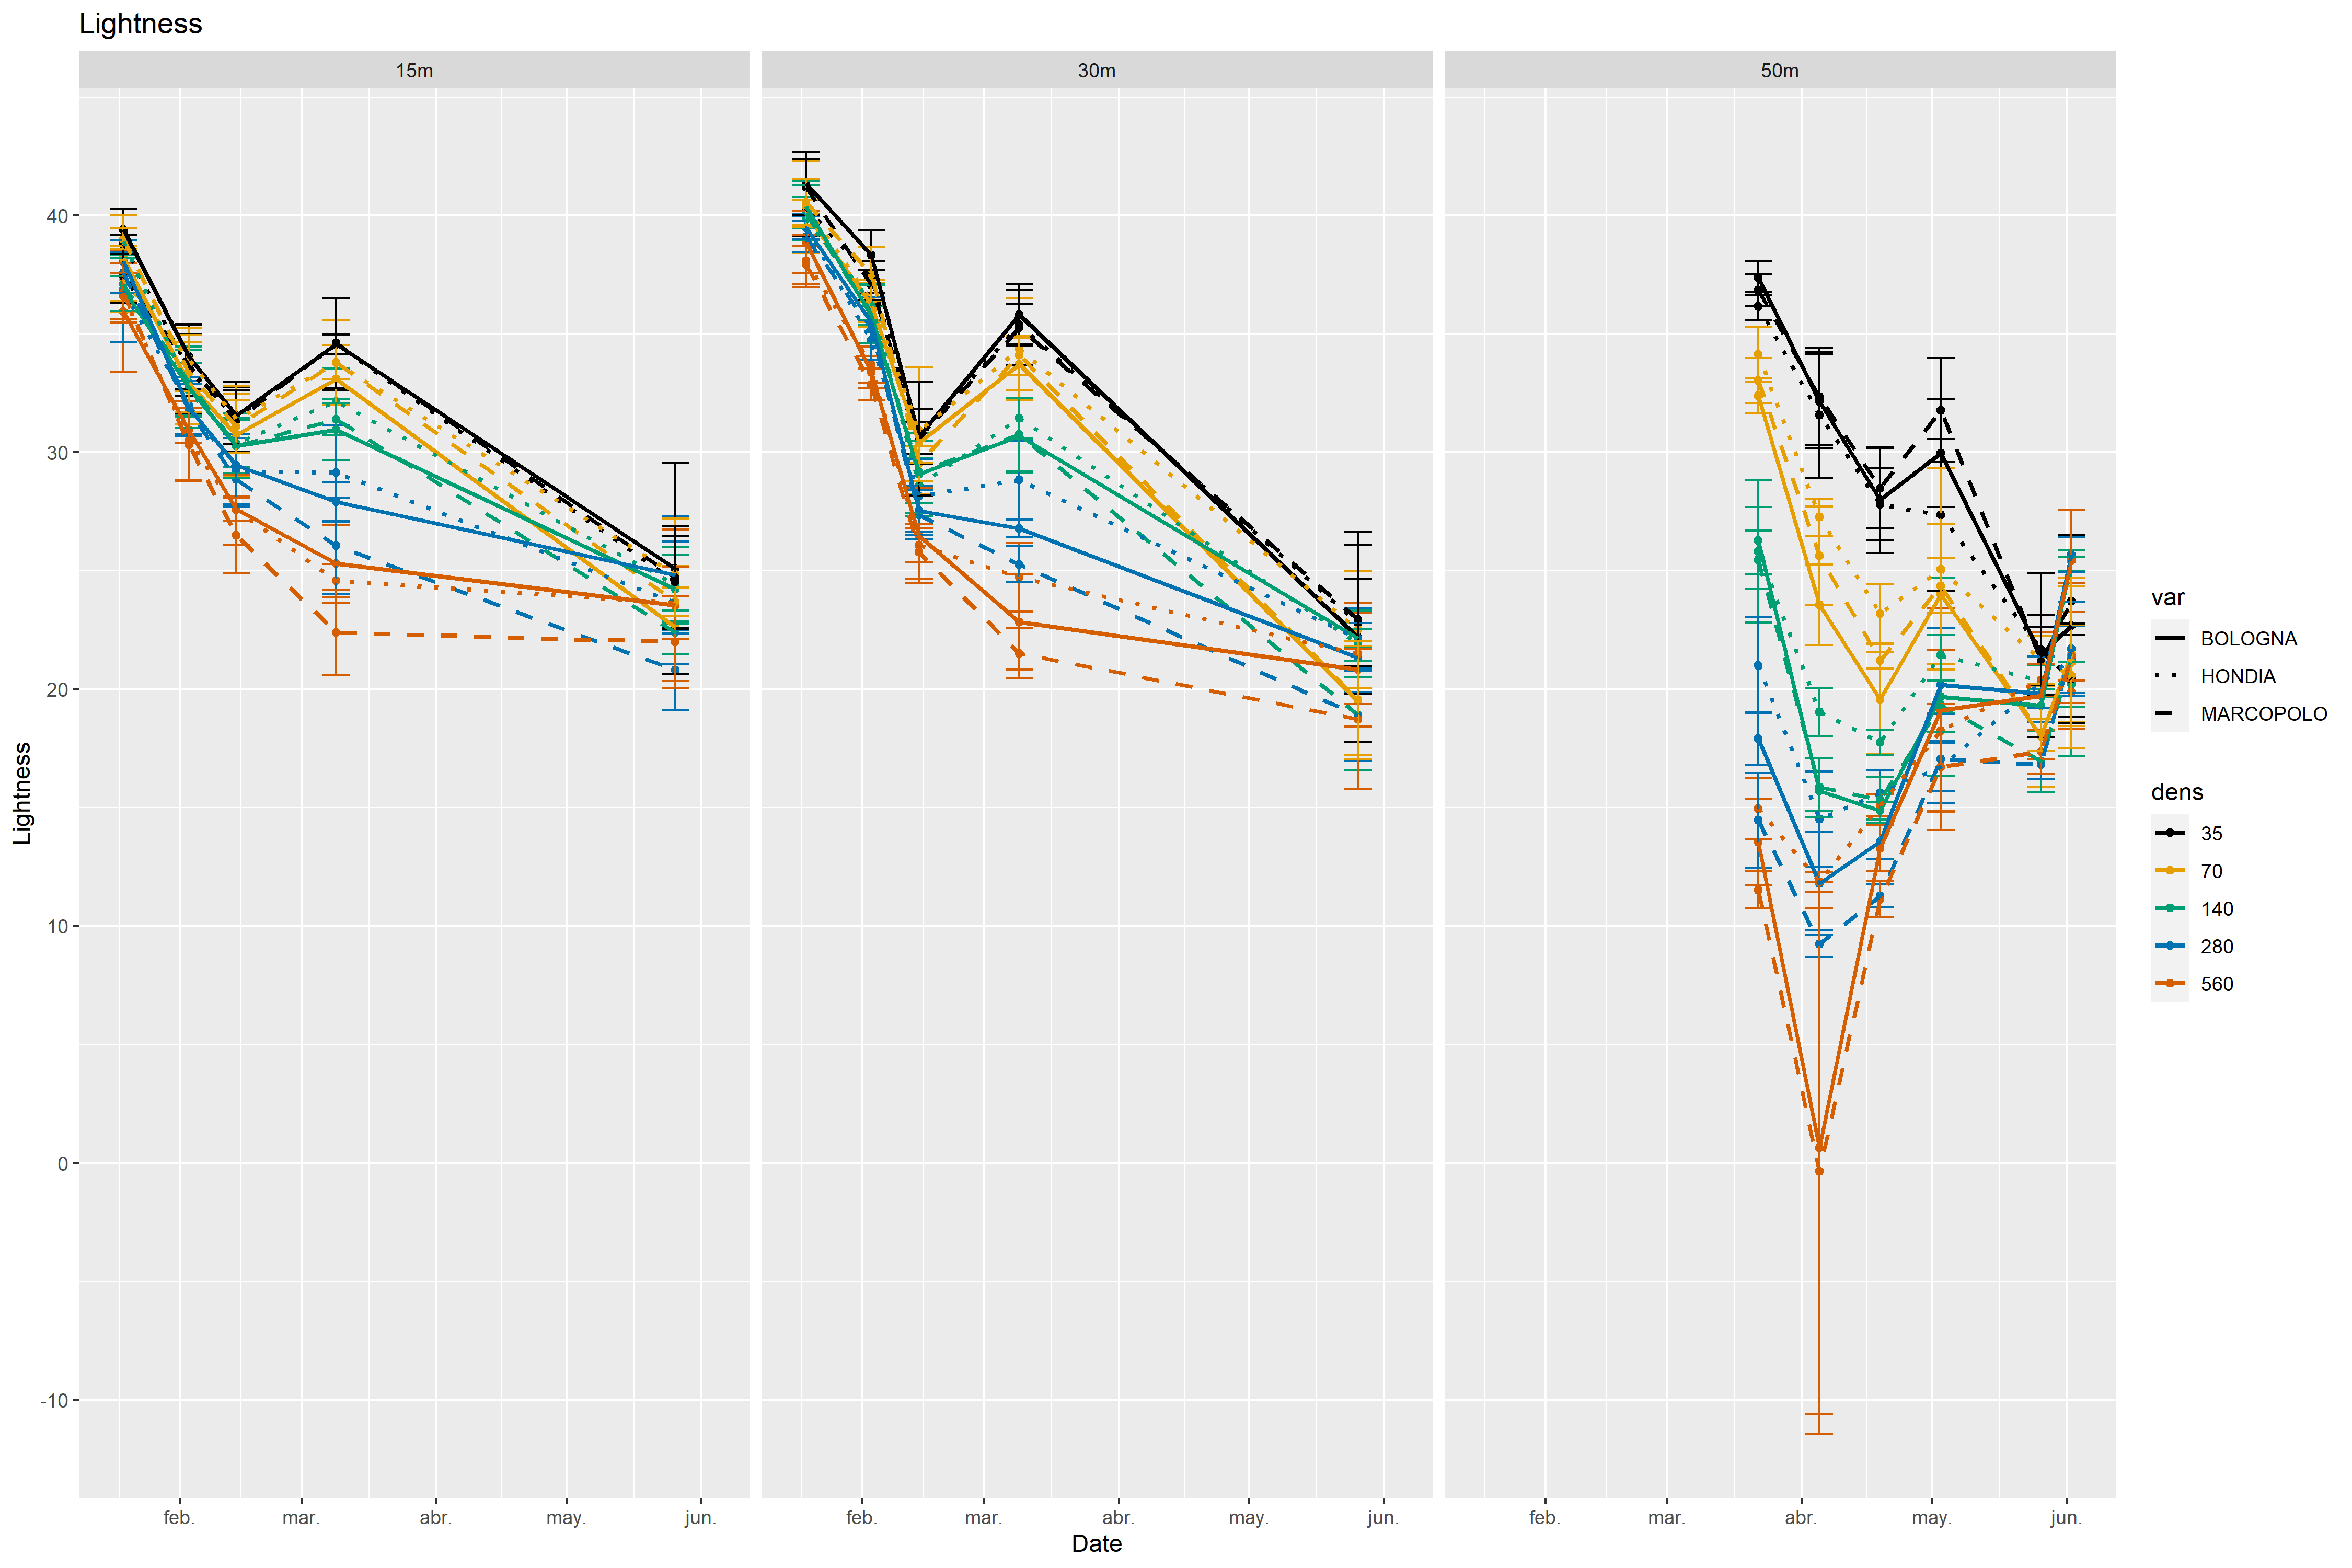 Lightness
15m 30m 50m
40
30
20
10
0
-10
Lightness
feb. mar. abr. may. jun. feb. mar. abr. may. jun. feb. mar. abr. may. jun.
Date
var
BOLOGNA
HONDIA
MARCOPOLO
dens
35
70
140
280
560